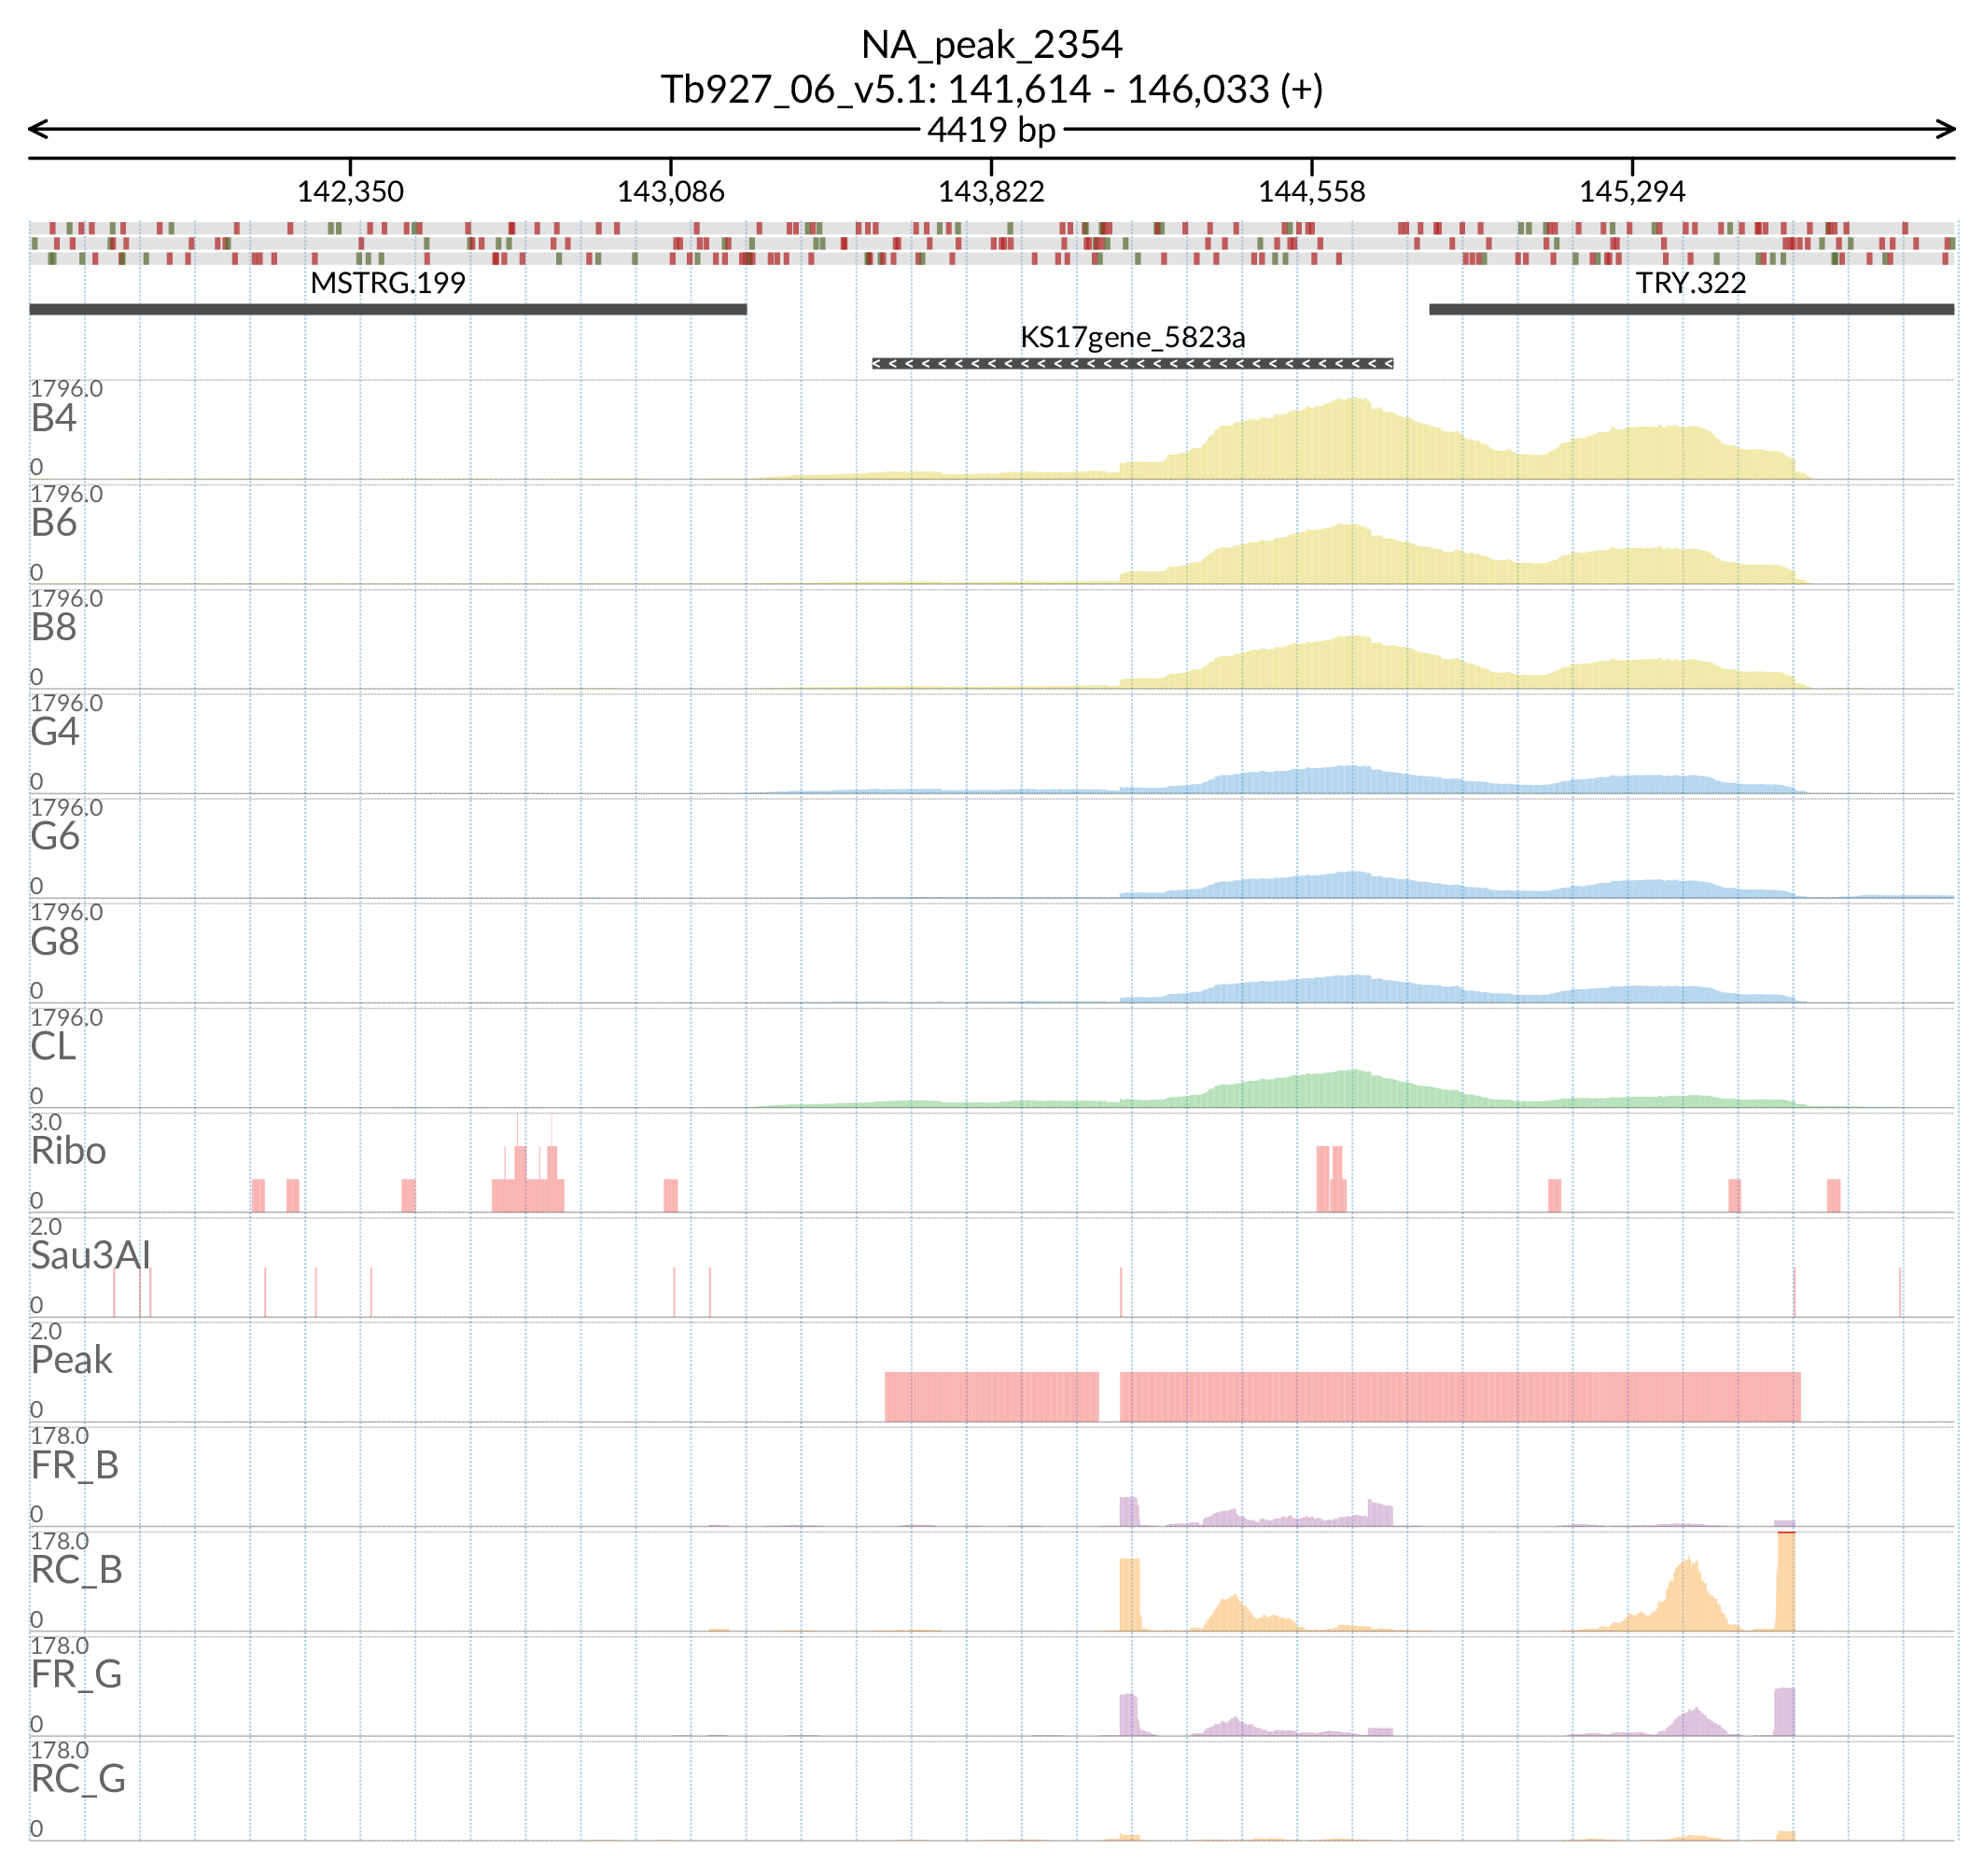 NA_peak_2354
Tb927_06_v5.1: 141,614 - 146,033 (+)
4419 bp
142,350 143,086 143,822 144,558 145,294
MSTRG.199 TRY.322
KS17gene_5823a
1796.0
B4
0
1796.0
B6
0
1796.0
B8
0
1796.0
G4
0
1796.0
G6
0
1796.0
G8
0
1796.0
CL
0
3.0
Ribo
0
2.0
Sau3AI
0
2.0
Peak
0
178.0
FR_B
0
178.0
RC_B
0
178.0
FR_G
0
178.0
RC_G
0